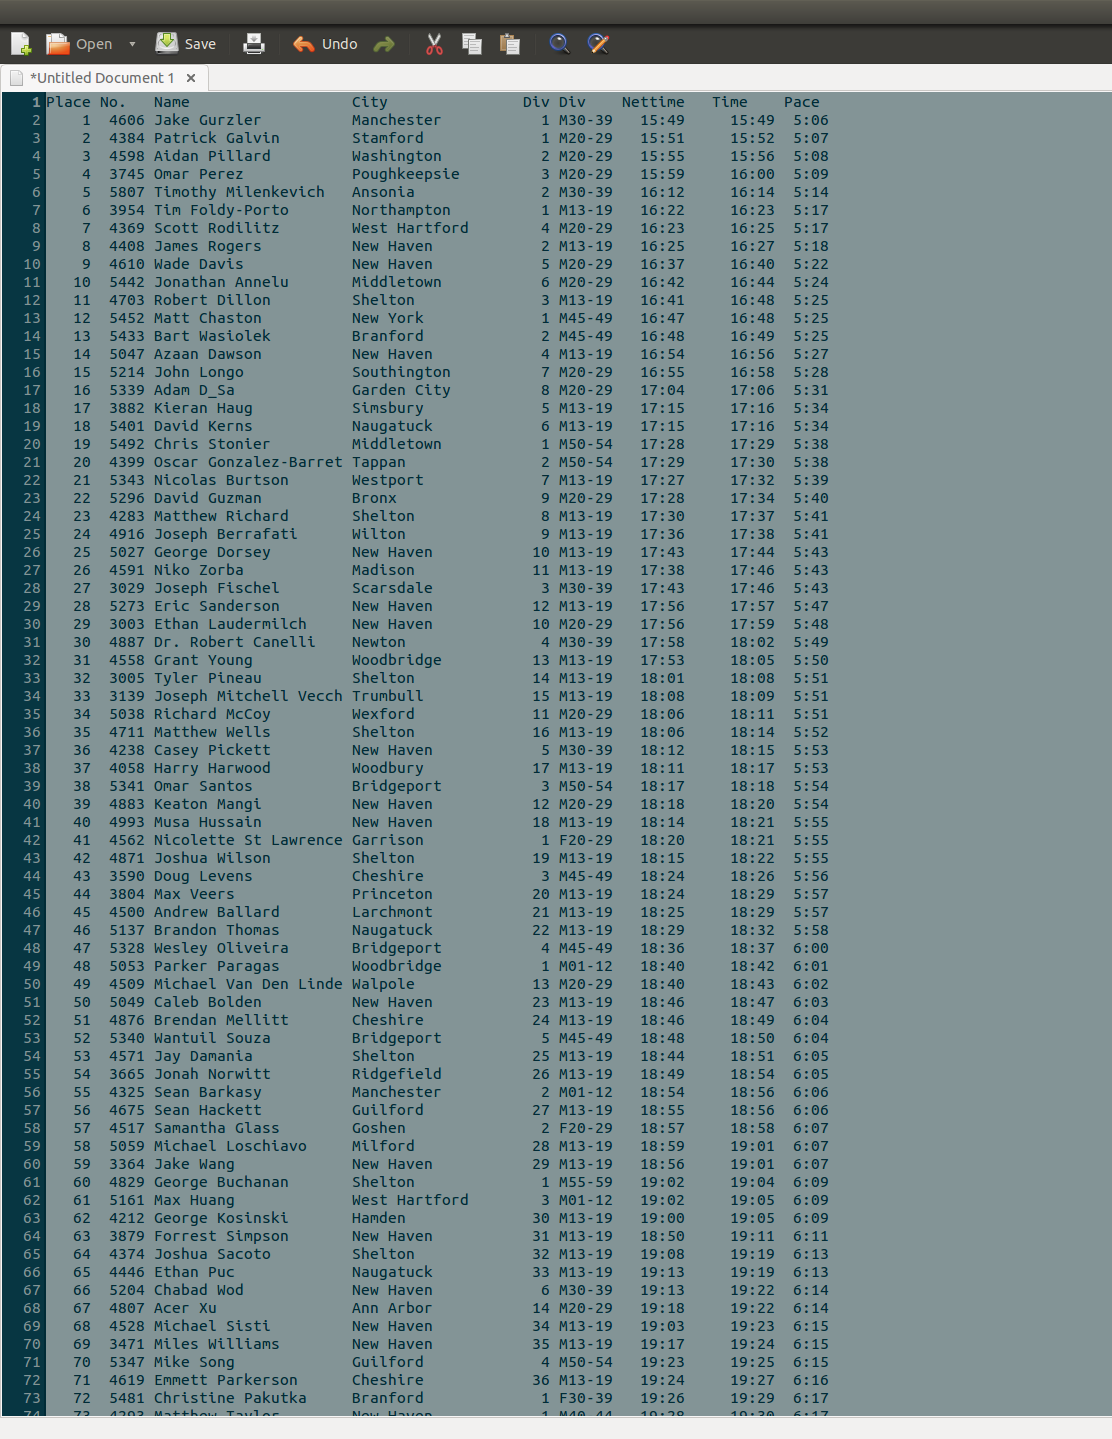 Open Save Undo
*Untitled Document 1
1 Place No. Name City Div Div Nettime Time Pace
2 1 4606 Jake Gurzler Manchester 1 M30-39 15:49 15:49 5:06
3 2 4384 Patrick Galvin Stamford 1 M20-29 15:51 15:52 5:07
4 3 4598 Aidan Pillard Washington 2 M20-29 15:55 15:56 5:08
5 4 3745 Omar Perez Poughkeepsie 3 M20-29 15:59 16:00 5:09
6 5 5807 Timothy Milenkevich Ansonia 2 M30-39 16:12 16:14 5:14
7 6 3954 Tim Foldy-Porto Northampton 1 M13-19 16:22 16:23 5:17
8 7 4369 Scott Rodilitz West Hartford 4 M20-29 16:23 16:25 5:17
9 8 4408 James Rogers New Haven 2 M13-19 16:25 16:27 5:18
10 9 4610 Wade Davis New Haven 5 M20-29 16:37 16:40 5:22
11 10 5442 Jonathan Annelu Middletown 6 M20-29 16:42 16:44 5:24
12 11 4703 Robert Dillon Shelton 3 M13-19 16:41 16:48 5:25
13 12 5452 Matt Chaston New York 1 M45-49 16:47 16:48 5:25
14 13 5433 Bart Wasiolek Branford 2 M45-49 16:48 16:49 5:25
15 14 5047 Azaan Dawson New Haven 4 M13-19 16:54 16:56 5:27
16 15 5214 John Longo Southington 7 M20-29 16:55 16:58 5:28
17 16 5339 Adam D_Sa Garden City 8 M20-29 17:04 17:06 5:31
18 17 3882 Kieran Haug Simsbury 5 M13-19 17:15 17:16 5:34
19 18 5401 David Kerns Naugatuck 6 M13-19 17:15 17:16 5:34
20 19 5492 Chris Stonier Middletown 1 M50-54 17:28 17:29 5:38
21 20 4399 Oscar Gonzalez-Barret Tappan 2 M50-54 17:29 17:30 5:38
22 21 5343 Nicolas Burtson Westport 7 M13-19 17:27 17:32 5:39
23 22 5296 David Guzman Bronx 9 M20-29 17:28 17:34 5:40
24 23 4283 Matthew Richard Shelton 8 M13-19 17:30 17:37 5:41
25 24 4916 Joseph Berrafati Wilton 9 M13-19 17:36 17:38 5:41
26 25 5027 George Dorsey New Haven 10 M13-19 17:43 17:44 5:43
27 26 4591 Niko Zorba Madison 11 M13-19 17:38 17:46 5:43
28 27 3029 Joseph Fischel Scarsdale 3 M30-39 17:43 17:46 5:43
29 28 5273 Eric Sanderson New Haven 12 M13-19 17:56 17:57 5:47
30 29 3003 Ethan Laudermilch New Haven 10 M20-29 17:56 17:59 5:48
31 30 4887 Dr. Robert Canelli Newton 4 M30-39 17:58 18:02 5:49
32 31 4558 Grant Young Woodbridge 13 M13-19 17:53 18:05 5:50
33 32 3005 Tyler Pineau Shelton 14 M13-19 18:01 18:08 5:51
34 33 3139 Joseph Mitchell Vecch Trumbull 15 M13-19 18:08 18:09 5:51
35 34 5038 Richard McCoy Wexford 11 M20-29 18:06 18:11 5:51
36 35 4711 Matthew Wells Shelton 16 M13-19 18:06 18:14 5:52
37 36 4238 Casey Pickett New Haven 5 M30-39 18:12 18:15 5:53
38 37 4058 Harry Harwood Woodbury 17 M13-19 18:11 18:17 5:53
39 38 5341 Omar Santos Bridgeport 3 M50-54 18:17 18:18 5:54
40 39 4883 Keaton Mangi New Haven 12 M20-29 18:18 18:20 5:54
41 40 4993 Musa Hussain New Haven 18 M13-19 18:14 18:21 5:55
42 41 4562 Nicolette St Lawrence Garrison 1 F20-29 18:20 18:21 5:55
43 42 4871 Joshua Wilson Shelton 19 M13-19 18:15 18:22 5:55
44 43 3590 Doug Levens Cheshire 3 M45-49 18:24 18:26 5:56
45 44 3804 Max Veers Princeton 20 M13-19 18:24 18:29 5:57
46 45 4500 Andrew Ballard Larchmont 21 M13-19 18:25 18:29 5:57
47 46 5137 Brandon Thomas Naugatuck 22 M13-19 18:29 18:32 5:58
48 47 5328 Wesley Oliveira Bridgeport 4 M45-49 18:36 18:37 6:00
49 48 5053 Parker Paragas Woodbridge 1 M01-12 18:40 18:42 6:01
50 49 4509 Michael Van Den Linde Walpole 13 M20-29 18:40 18:43 6:02
51 50 5049 Caleb Bolden New Haven 23 M13-19 18:46 18:47 6:03
52 51 4876 Brendan Mellitt Cheshire 24 M13-19 18:46 18:49 6:04
53 52 5340 Wantuil Souza Bridgeport 5 M45-49 18:48 18:50 6:04
54 53 4571 Jay Damania Shelton 25 M13-19 18:44 18:51 6:05
55 54 3665 Jonah Norwitt Ridgefield 26 M13-19 18:49 18:54 6:05
56 55 4325 Sean Barkasy Manchester 2 M01-12 18:54 18:56 6:06
57 56 4675 Sean Hackett Guilford 27 M13-19 18:55 18:56 6:06
58 57 4517 Samantha Glass Goshen 2 F20-29 18:57 18:58 6:07
59 58 5059 Michael Loschiavo Milford 28 M13-19 18:59 19:01 6:07
60 59 3364 Jake Wang New Haven 29 M13-19 18:56 19:01 6:07
61 60 4829 George Buchanan Shelton 1 M55-59 19:02 19:04 6:09
62 61 5161 Max Huang West Hartford 3 M01-12 19:02 19:05 6:09
63 62 4212 George Kosinski Hamden 30 M13-19 19:00 19:05 6:09
64 63 3879 Forrest Simpson New Haven 31 M13-19 18:50 19:11 6:11
65 64 4374 Joshua Sacoto Shelton 32 M13-19 19:08 19:19 6:13
66 65 4446 Ethan Puc Naugatuck 33 M13-19 19:13 19:19 6:13
67 66 5204 Chabad Wod New Haven 6 M30-39 19:13 19:22 6:14
68 67 4807 Acer Xu Ann Arbor 14 M20-29 19:18 19:22 6:14
69 68 4528 Michael Sisti New Haven 34 M13-19 19:03 19:23 6:15
70 69 3471 Miles Williams New Haven 35 M13-19 19:17 19:24 6:15
71 70 5347 Mike Song Guilford 4 M50-54 19:23 19:25 6:15
72 71 4619 Emmett Parkerson Cheshire 36 M13-19 19:24 19:27 6:16
73 72 5481 Christine Pakutka Branford 1 F30-39 19:26 19:29 6:17
74 73 4293 Matthew Taylor New Haven 1 M40-44 19:28 19:30 6:17